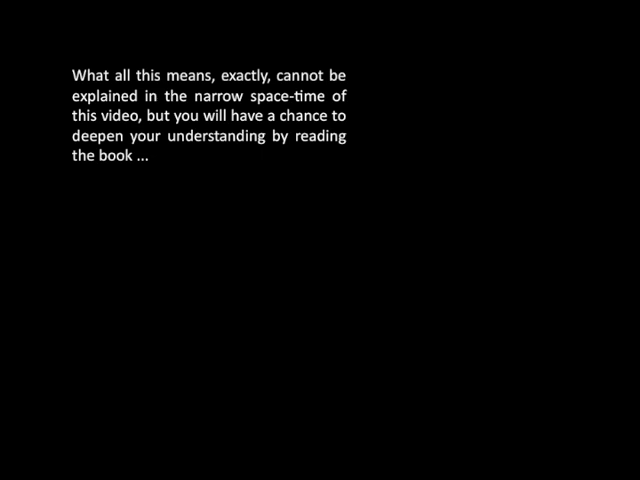 What all this means, exactly, cannot be
explained in the narrow space-time of
this video, but you will have a chance to
deepen your understanding by reading
the book ...